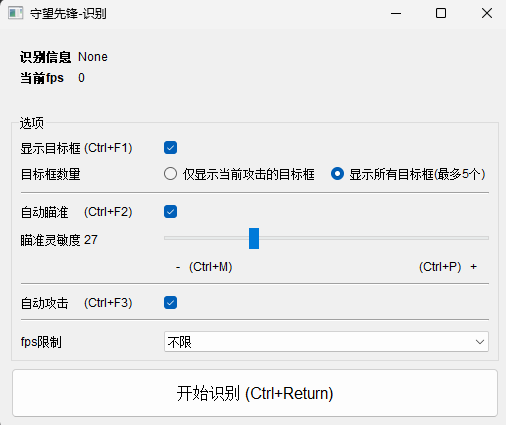 守望先锋-识别
识别信息 None
当前fps 0
选项
显示目标框 (Ctrl+F1)
目标框数量 仅显示当前攻击的目标框 显示所有目标框(最多5个)
自动瞄准 (Ctrl+F2)
瞄准灵敏度 27
- (Ctrl+M) (Ctrl+P) +
自动攻击 (Ctrl+F3)
fps限制 不限
开始识别 (Ctrl+Return)